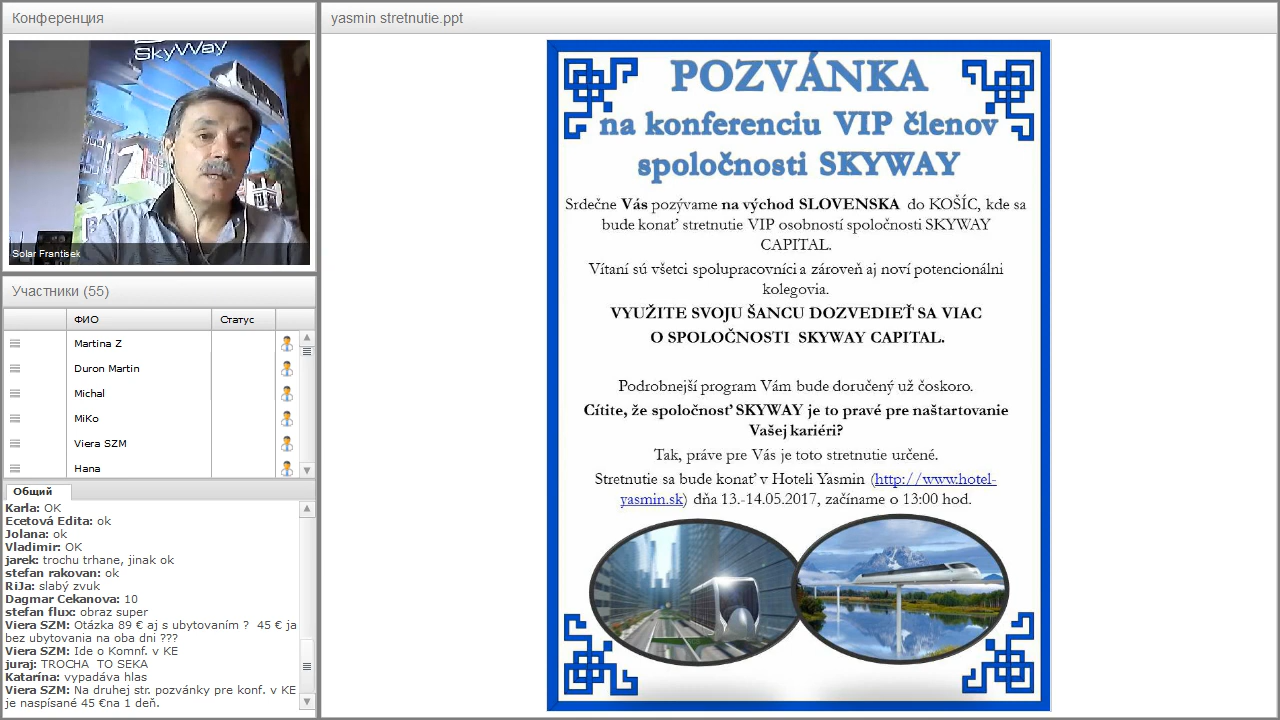 Конференция
SkyWay
Solar Frantisek
Участники (55)
ФИО
Статус
Martina Z
Duron Martin
Michal
MiKo
Viera SZM
Hana
Общий
Karla: OK
Ecetová Edita: ok
Jolana: ok
Vladimir: OK
jarek: trochu trhane, jinak ok
stefan rakovan: ok
RiJa: slabý zvuk
Dagmar Cekanova: 10
stefan flux: obraz super
Viera SZM: Otázka 89 € aj s ubytovaním ? 45 € ja
bez ubytovania na oba dni ???
Viera SZM: Ide o Komnf. v KE
juraj: TROCHA TO SEKA
Katarína: vypadáva hlas
Viera SZM: Na druhej str. pozvánky pre konf. v KE
je naspísané 45 €na 1 deň.
yasmin stretnutie.ppt
POZVÁNKA
na konferenciu VIP členov
spoločnosti SKYWAY
Srdečne Vás pozývame na východ SLOVENSKA do KOŠÍC, kde sa
bude konať stretnutie VIP osobností spoločnosti SKYWAY
CAPITAL.
Vítaní sú všetci spolupracovníci a zároveň aj noví potencionálni
kolegovia.
VYUŽITE SVOJU ŠANCU DOZVEDIEŤ SA VIAC
O SPOLOČNOSTI SKYWAY CAPITAL.
Podrobnejší program Vám bude doručený už čoskoro.
Cítite, že spoločnosť SKYWAY je to pravé pre naštartovanie
Vašej kariéri?
Tak, práve pre Vás je toto stretnutie určené.
Stretnutie sa bude konať v Hoteli Yasmin (http://www.hotel-
yasmin.sk) dňa 13.-14.05.2017, začíname o 13:00 hod.